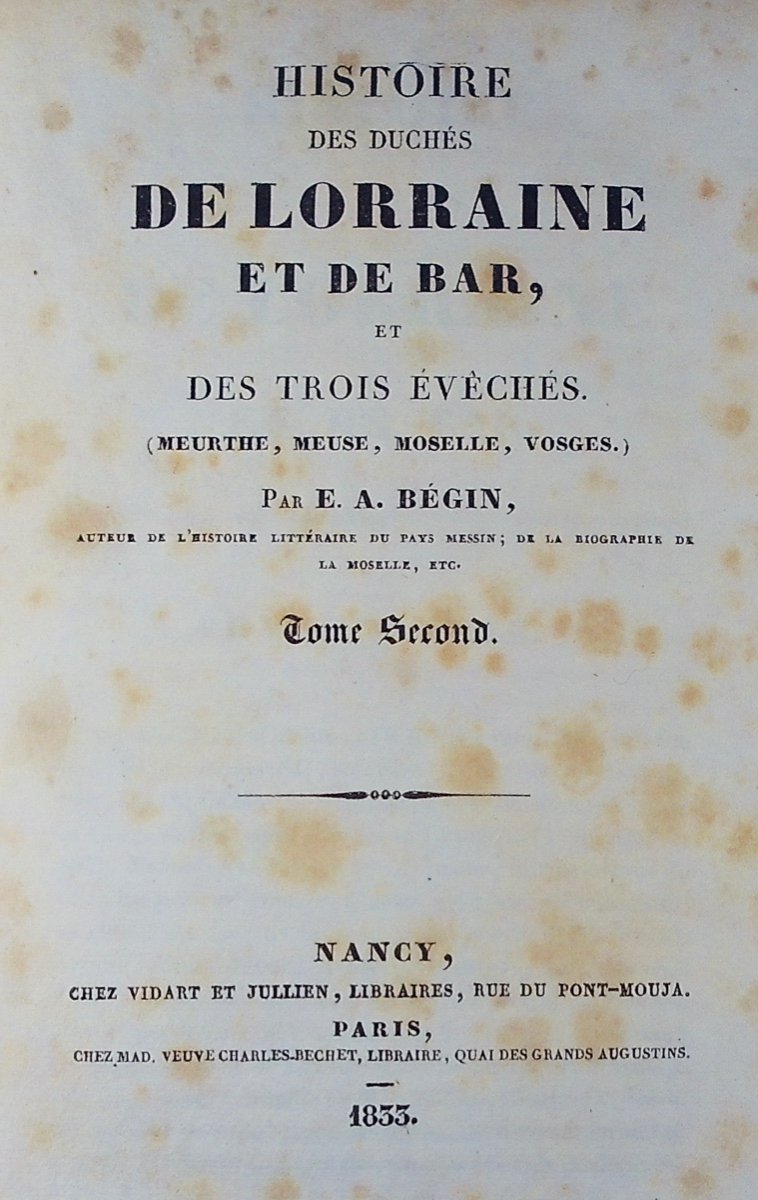 HISTOIRE
DES DUCHÉS
DE LORRAINE
ET DE BAR,
ET
DES TROIS ÉVÊCHÉS.
(MEURTHE, MEUSE, MOSELLE, VOSGES.)
PAR E. A. BÉGIN,
AUTEUR DE L'HISTOIRE LITTÉRAIRE DU PAYS MESSIN; DE LA BIOGRAPHIE DE
LA MOSELLE, ETC.
Tome Second.
NANCY,
CHEZ VIDART ET JULLIEN, LIBRAIRES, RUE DU PONT-MOUJA.
PARIS,
CHEZ MAD. VEUVE CHARLES-BECHET, LIBRAIRE, QUAI DES GRANDS AUGUSTINS.
1833.